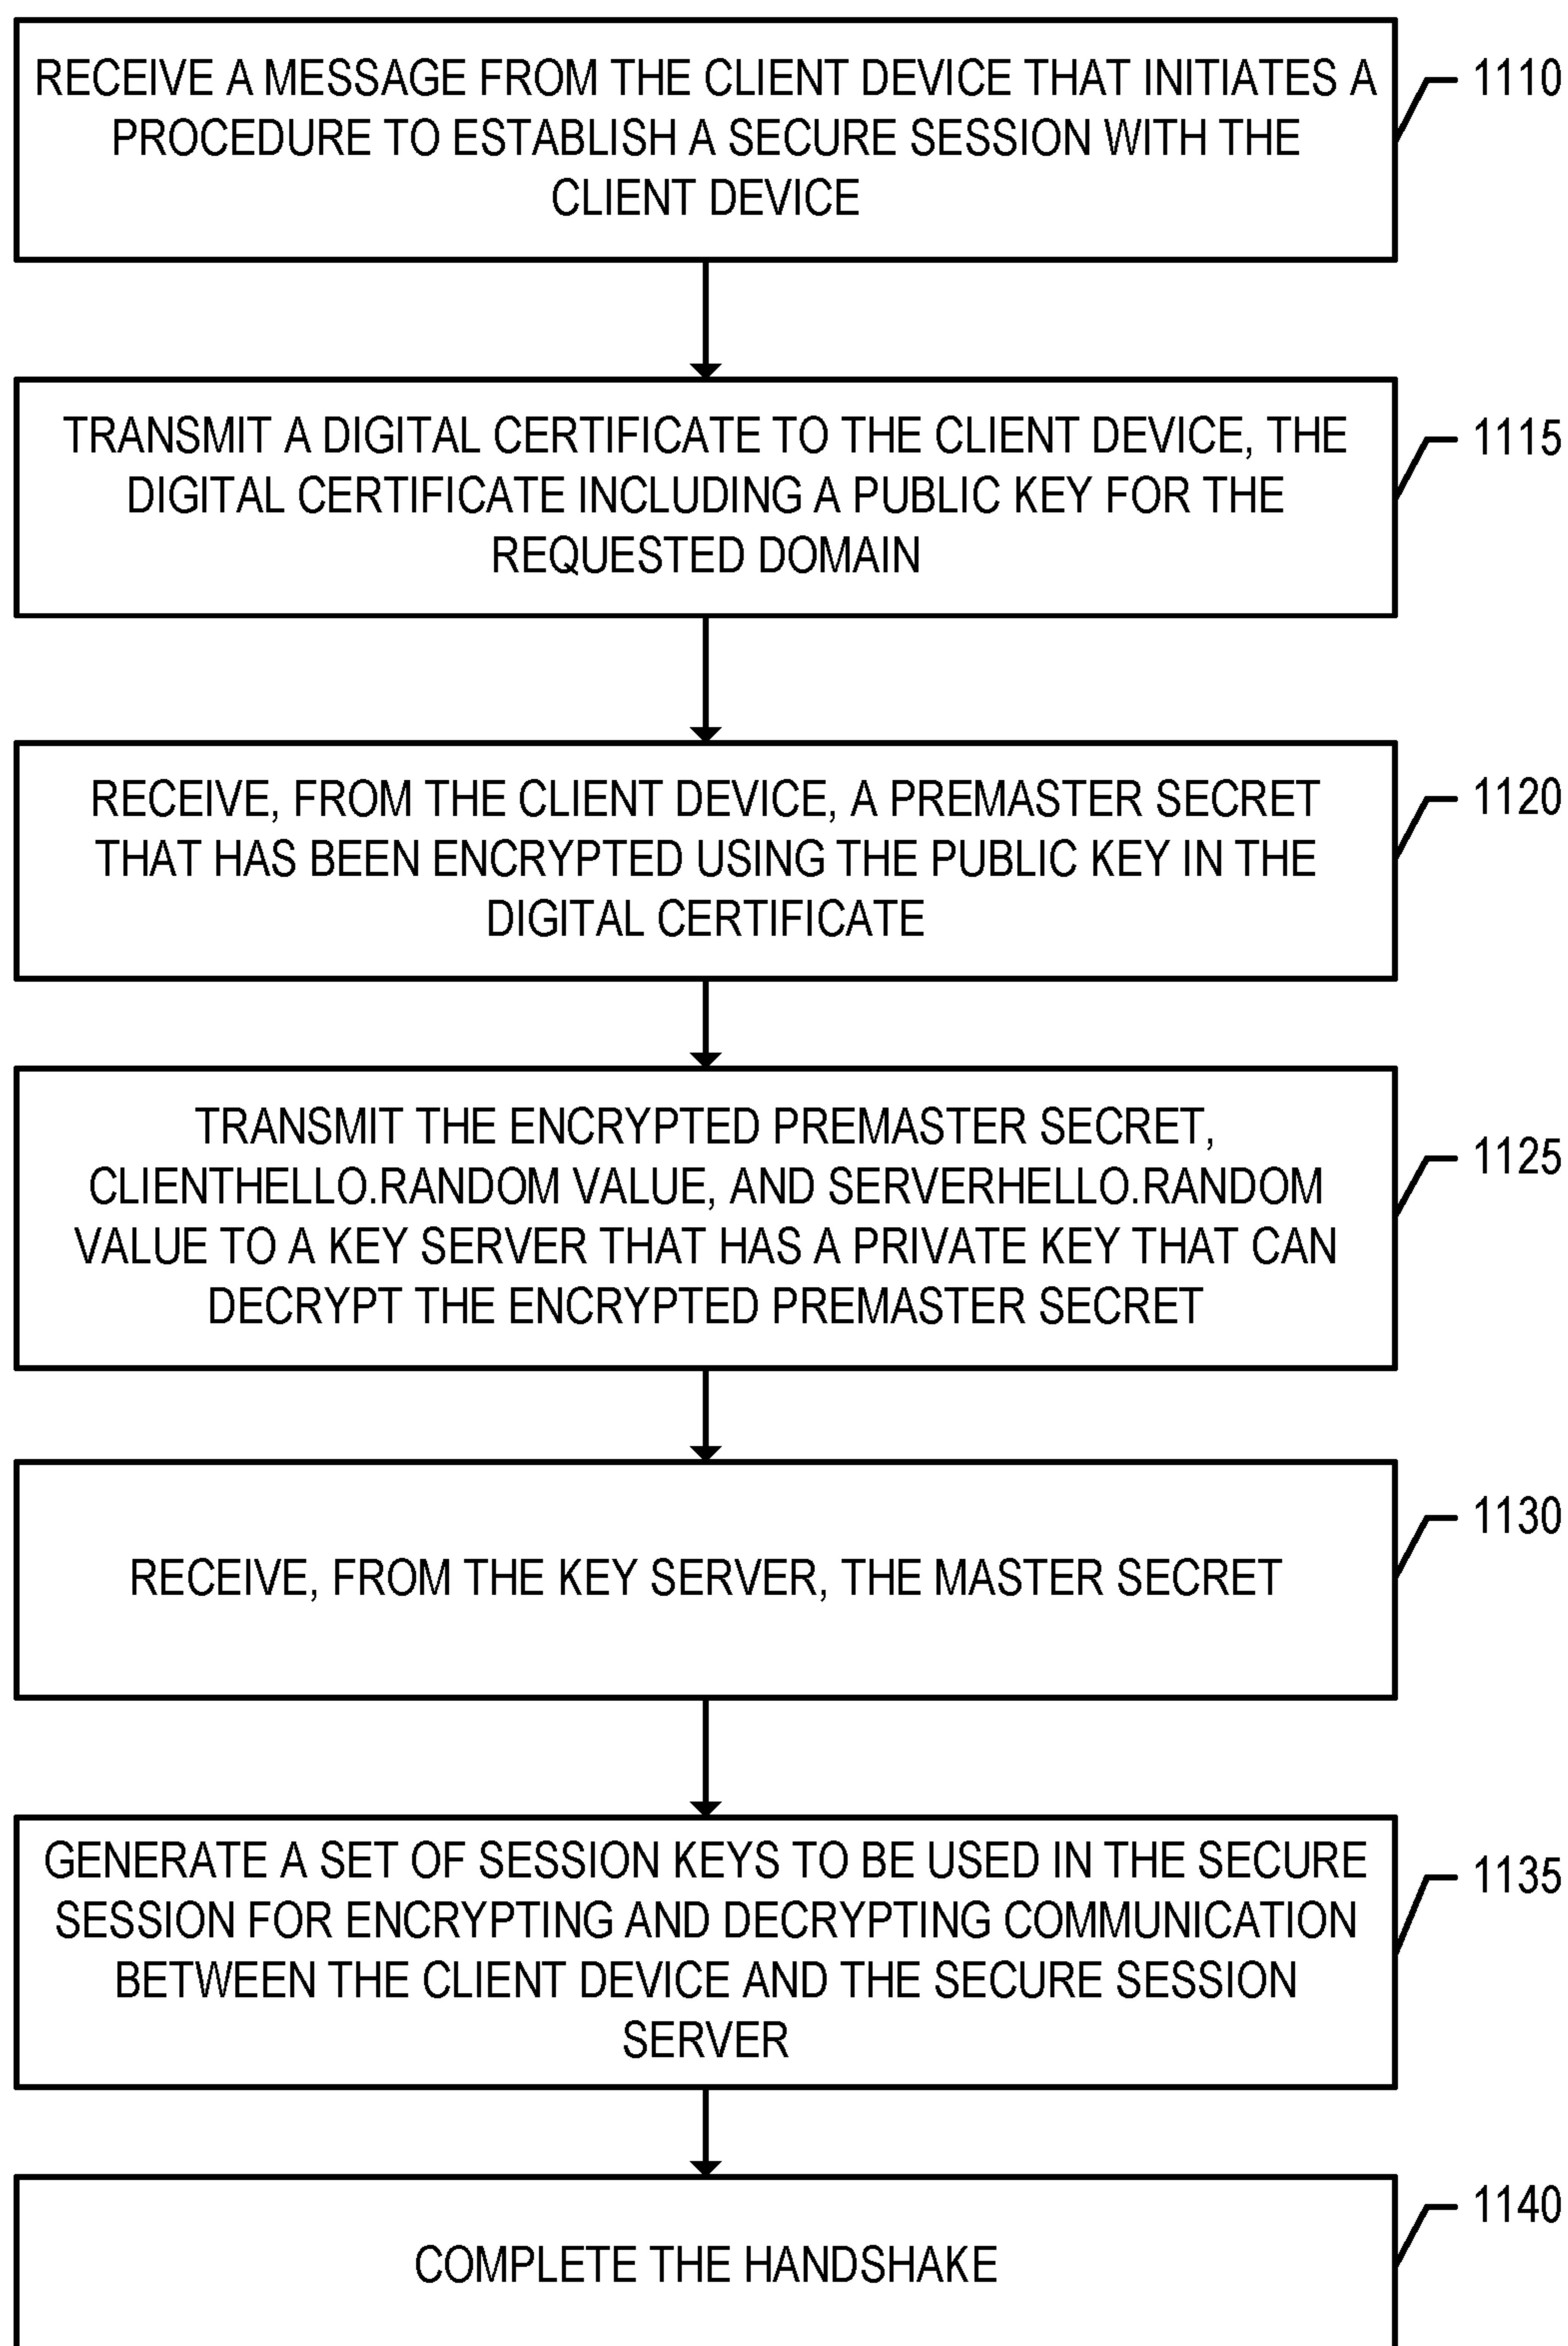 RECEIVE A MESSAGE FROM THE CLIENT DEVICE THAT INITIATES A
PROCEDURE TO ESTABLISH A SECURE SESSION WITH THE
CLIENT DEVICE
1110
TRANSMIT A DIGITAL CERTIFICATE TO THE CLIENT DEVICE, THE
DIGITAL CERTIFICATE INCLUDING A PUBLIC KEY FOR THE
REQUESTED DOMAIN
1115
RECEIVE, FROM THE CLIENT DEVICE, A PREMASTER SECRET
THAT HAS BEEN ENCRYPTED USING THE PUBLIC KEY IN THE
DIGITAL CERTIFICATE
1120
TRANSMIT THE ENCRYPTED PREMASTER SECRET,
CLIENTHELLO.RANDOM VALUE, AND SERVERHELLO.RANDOM
VALUE TO A KEY SERVER THAT HAS A PRIVATE KEY THAT CAN
DECRYPT THE ENCRYPTED PREMASTER SECRET
1125
RECEIVE, FROM THE KEY SERVER, THE MASTER SECRET
1130
GENERATE A SET OF SESSION KEYS TO BE USED IN THE SECURE
SESSION FOR ENCRYPTING AND DECRYPTING COMMUNICATION
BETWEEN THE CLIENT DEVICE AND THE SECURE SESSION
SERVER
1135
COMPLETE THE HANDSHAKE
1140